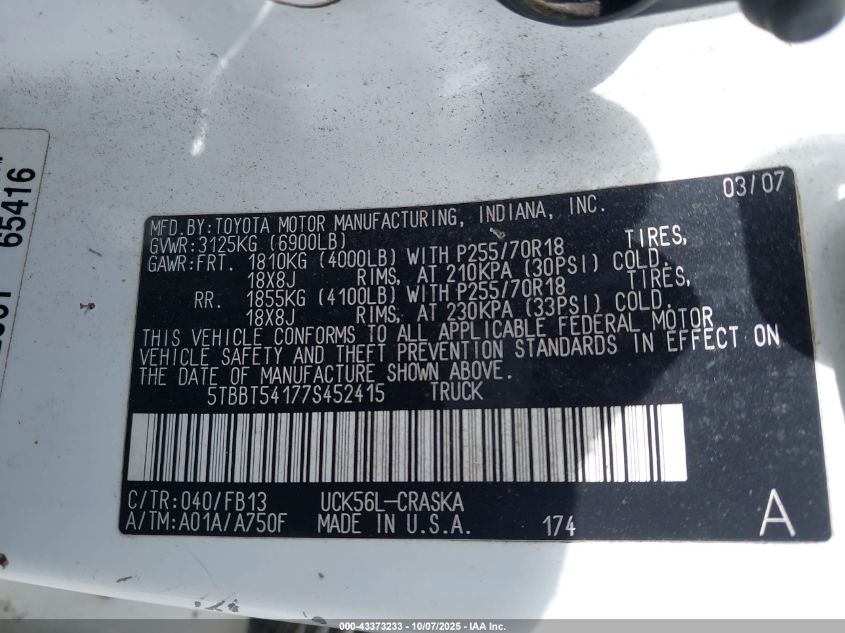 65416
03/07
MFD.BY:TOYOTA MOTOR MANUFACTURING, INDIANA, INC.
GVWR:3125KG (6900LB)
GAWR:FRT. 1810KG (4000LB) WITH P255/70R18 TIRES,
18X8J RIMS, AT 210KPA (30PSI) COLD.
RR. 1855KG (4100LB) WITH P255/70R18 TIRES,
18X8J RIMS, AT 230KPA (33PSI) COLD.
THIS VEHICLE CONFORMS TO ALL APPLICABLE FEDERAL MOTOR
VEHICLE SAFETY AND THEFT PREVENTION STANDARDS IN EFFECT ON
THE DATE OF MANUFACTURE SHOWN ABOVE.
5TBBT54177S452415 TRUCK
C/TR:040/FB13 UCK56L-CRASKA
A/TM:A01A/A750F MADE IN U.S.A. 174 A
000-43373233 - 10/07/2025 - IAA Inc.